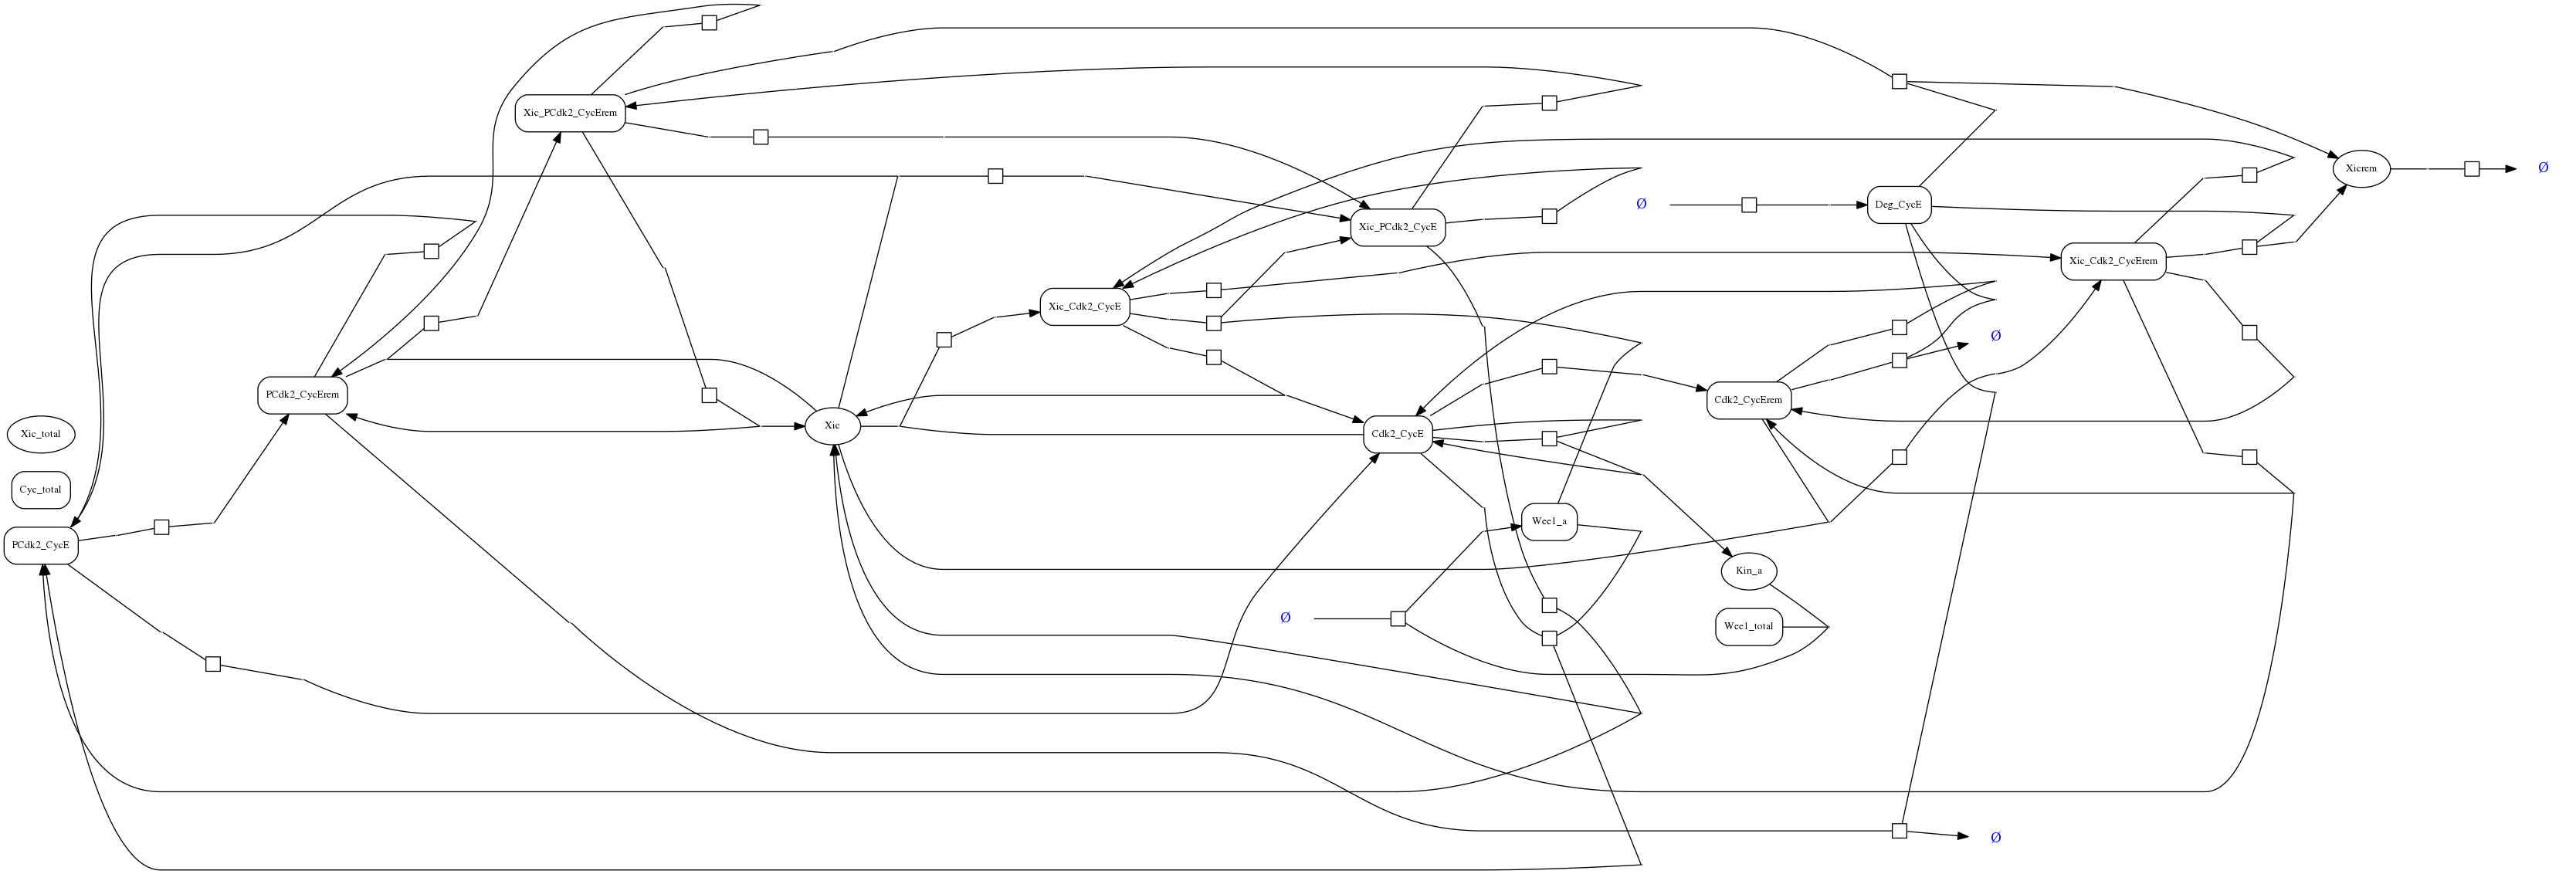 Xic_PCdk2_CycErem
Xicrem
Ø
Ø
Deg_CycE
Xic_PCdk2_CycE
Xic_Cdk2_CycErem
Xic_Cdk2_CycE
Ø
PCdk2_CycErem
Cdk2_CycErem
Xic
Xic_total
Cdk2_CycE
Cyc_total
Wee1_a
PCdk2_CycE
Kin_a
Ø
Wee1_total
Ø